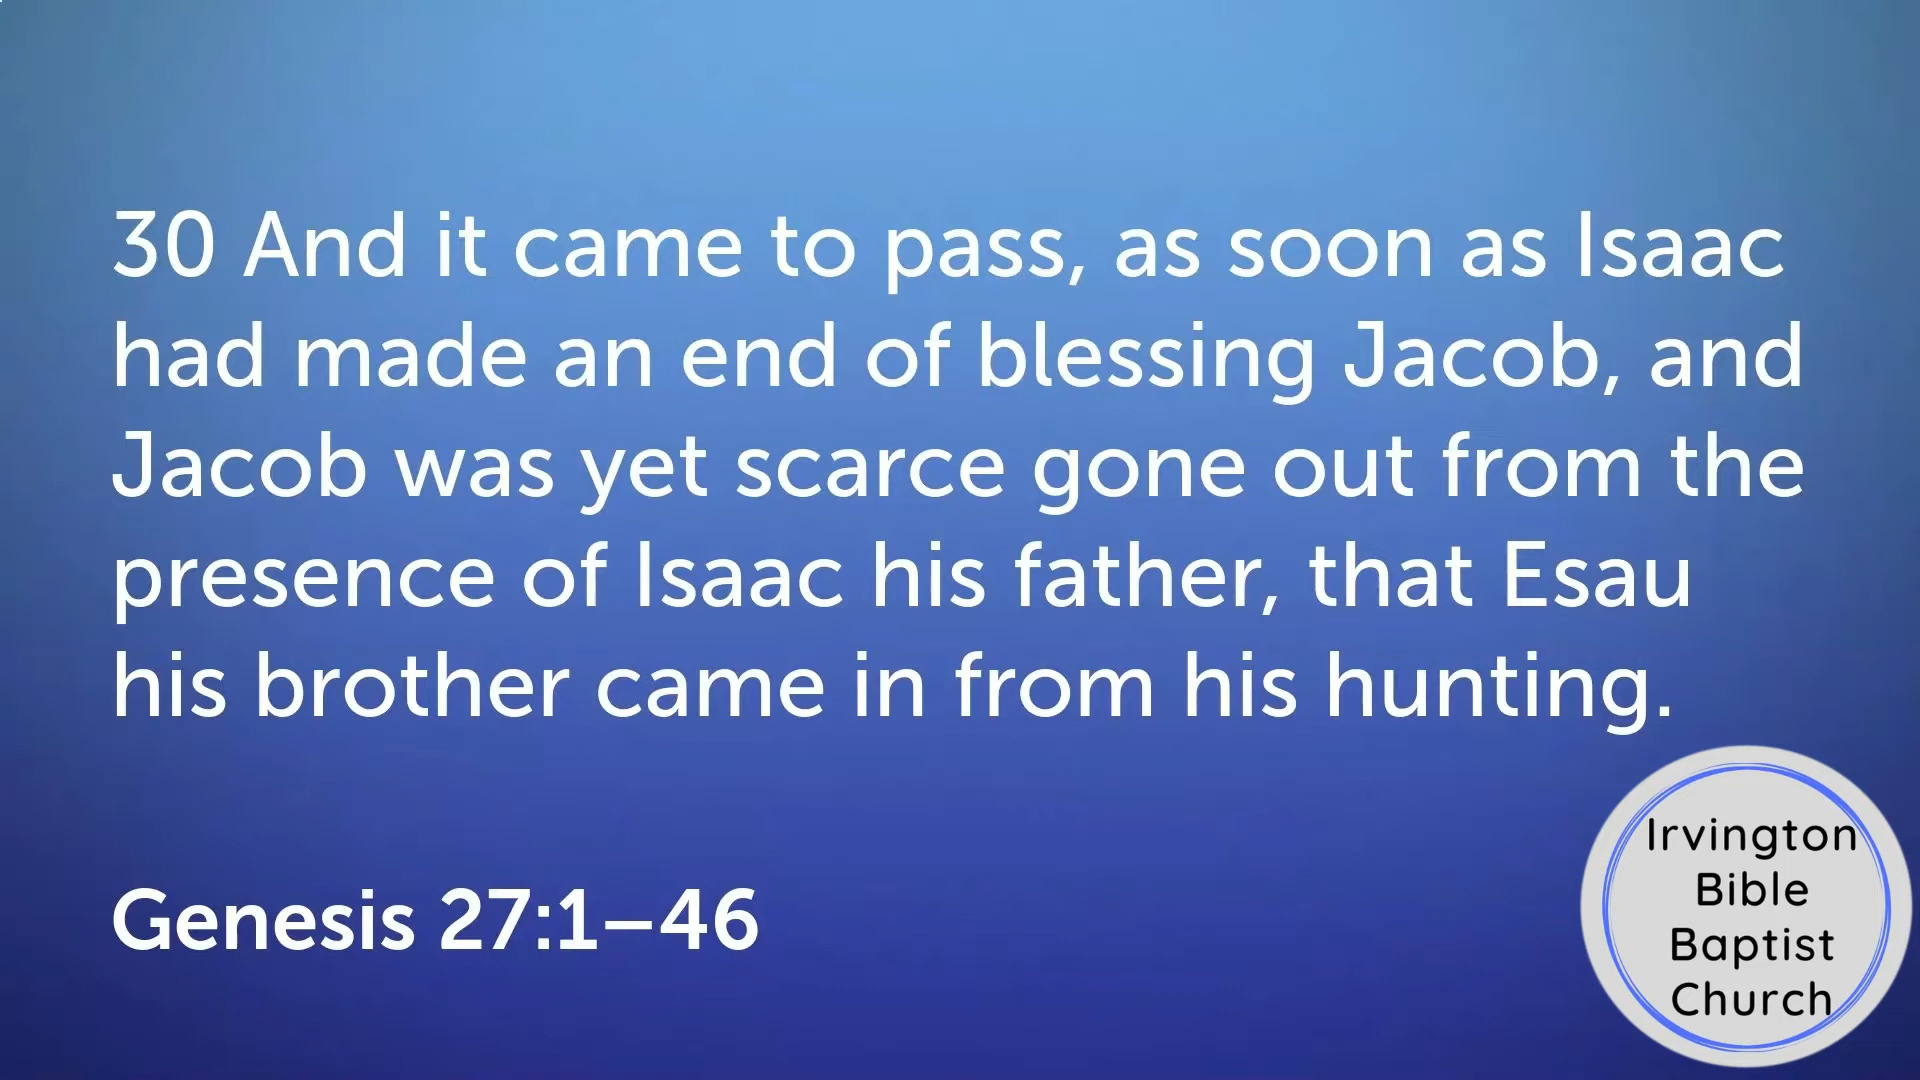 30 And it came to pass, as soon as Isaac
had made an end of blessing Jacob, and
Jacob was yet scarce gone out from the
presence of Isaac his father, that Esau
his brother came in from his hunting.
Genesis 27:1–46
Irvington
Bible
Baptist
Church